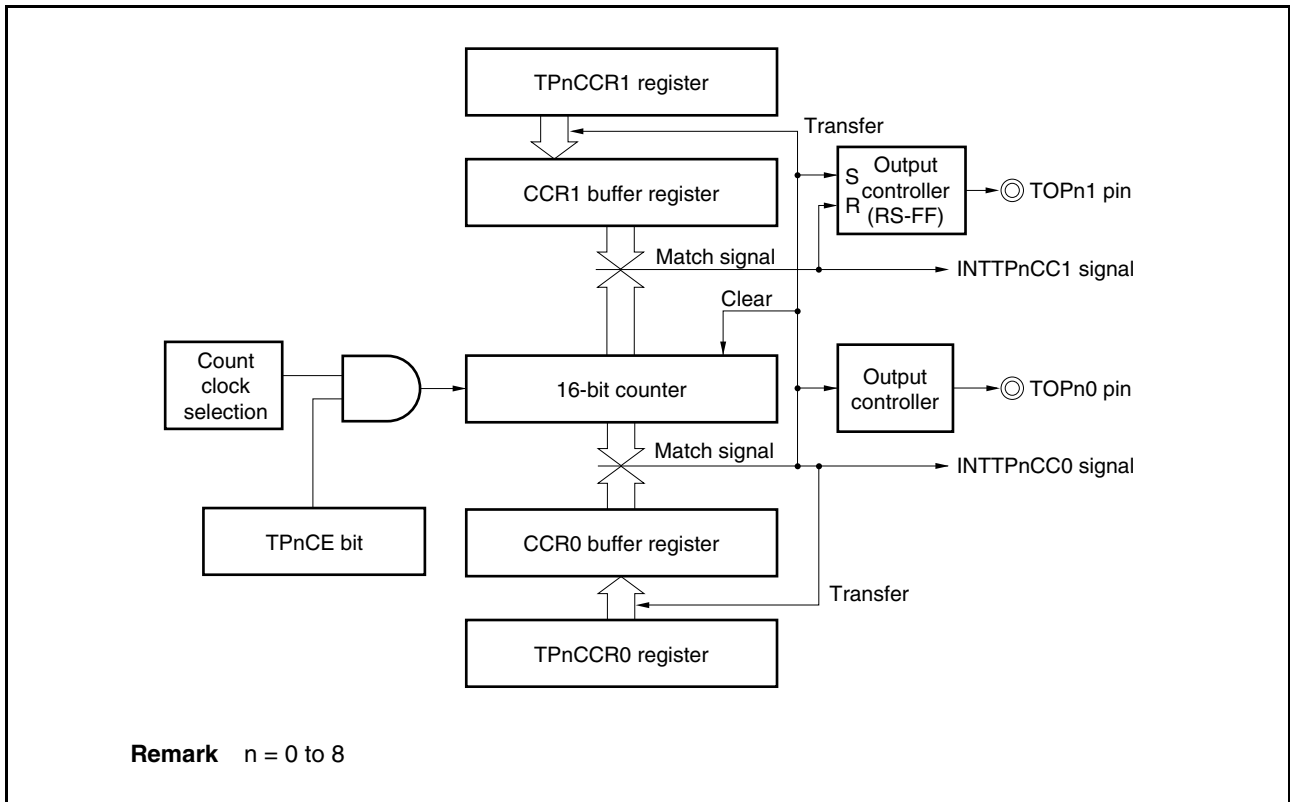 TPnCCR1 register
Transfer
CCR1 buffer register
S
R
Output
controller
(RS-FF)
TOPn1 pin
Match signal
INTTPnCC1 signal
Clear
Count
clock
selection
16-bit counter
Output
controller
TOPn0 pin
Match signal
INTTPnCC0 signal
TPnCE bit
CCR0 buffer register
Transfer
TPnCCR0 register
Remark n = 0 to 8